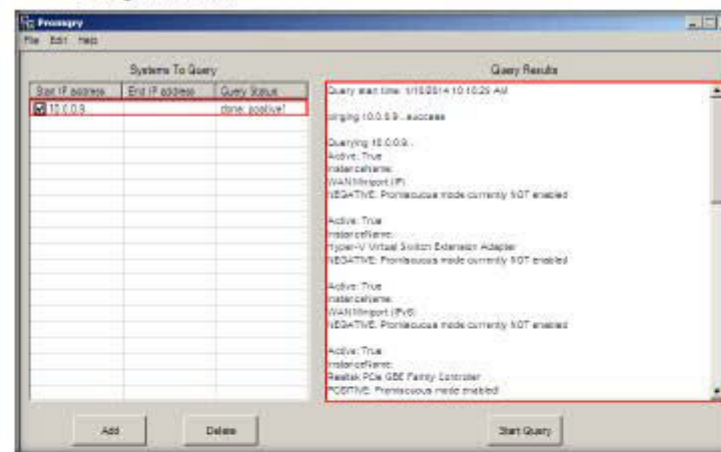 Promqry
File Edit Help
Systems To Query
Start IP address End IP address Query Status
10.0.0.9 done: positive!
Add Delete
Query Results
Query start time: 1/10/2014 10:10:29 AM
pinging 10.0.0.9...success
Querying 10.0.0.9...
Active: True
InstanceName:
WAN Miniport (IP)
NEGATIVE: Promiscuous mode currently NOT enabled
Active: True
InstanceName:
Hyper-V Virtual Switch Extension Adapter
NEGATIVE: Promiscuous mode currently NOT enabled
Active: True
InstanceName:
WAN Miniport (IPv6)
NEGATIVE: Promiscuous mode currently NOT enabled
Active: True
InstanceName:
Realtek PCIe GBE Family Controller
POSITIVE: Promiscuous mode enabled!
Start Query